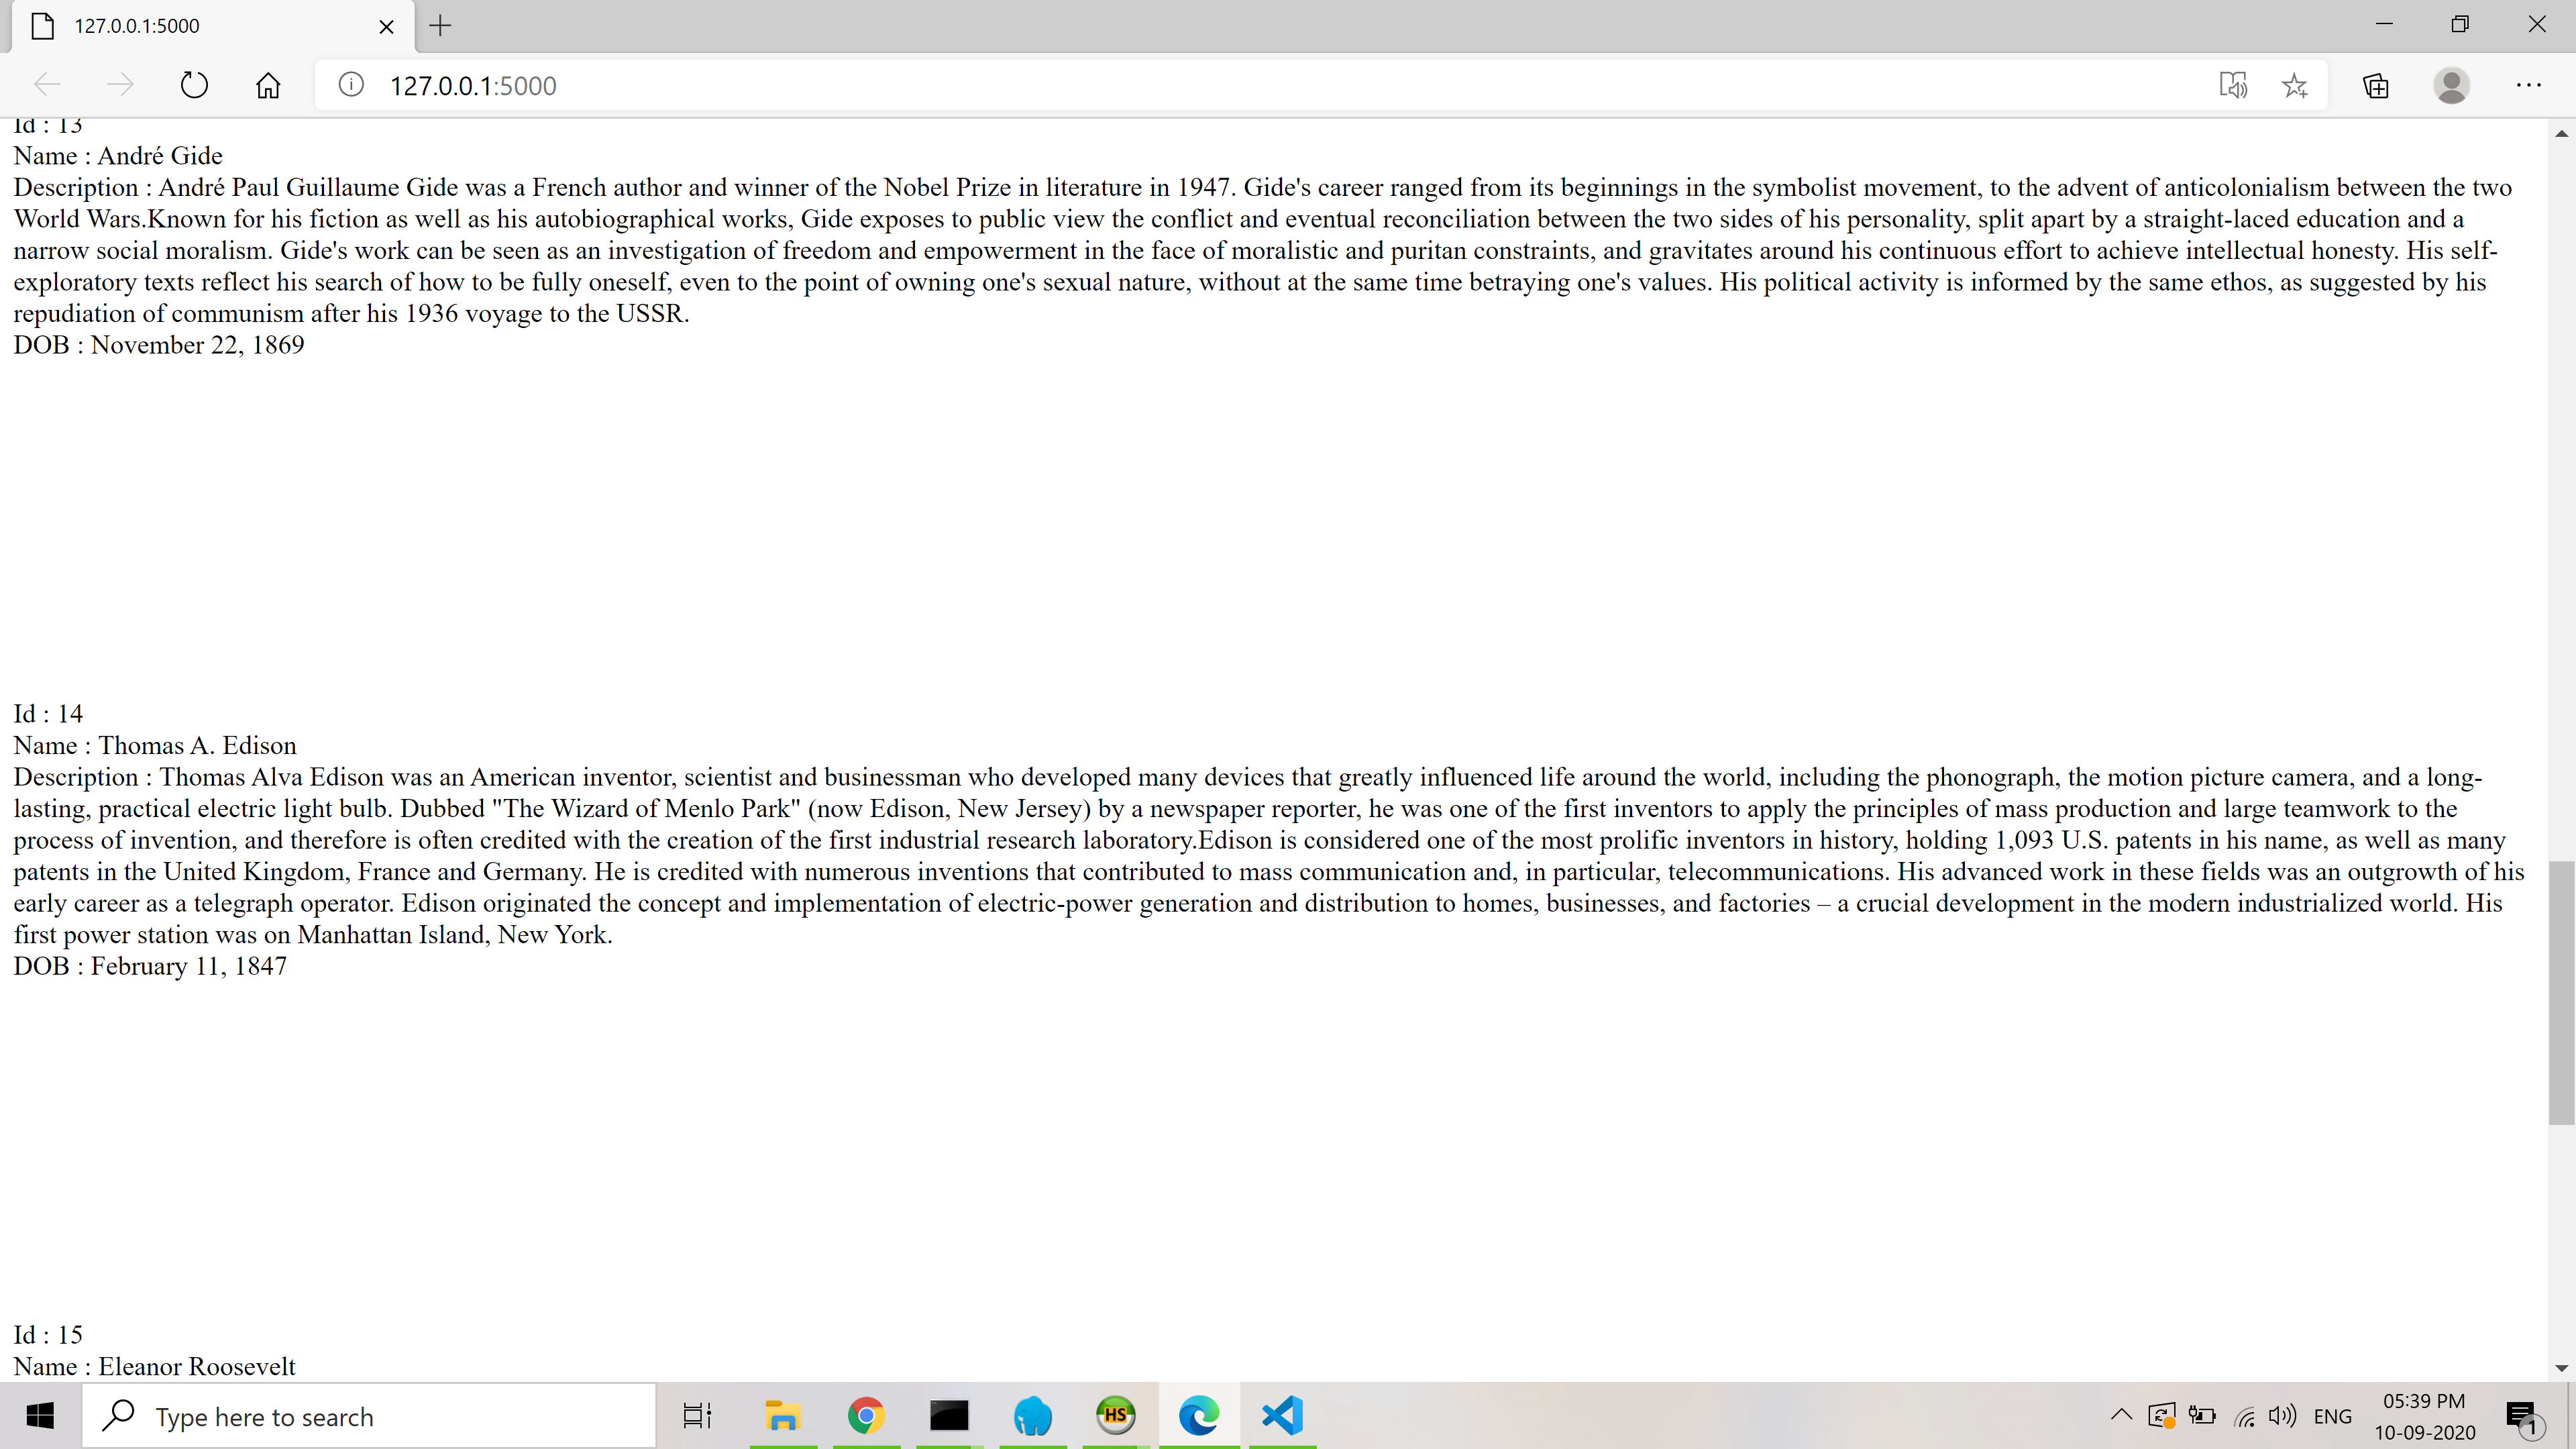 127.0.0.1:5000
127.0.0.1:5000
Id : 13
Name : André Gide
Description : André Paul Guillaume Gide was a French author and winner of the Nobel Prize in literature in 1947. Gide's career ranged from its beginnings in the symbolist movement, to the advent of anticolonialism between the two
World Wars.Known for his fiction as well as his autobiographical works, Gide exposes to public view the conflict and eventual reconciliation between the two sides of his personality, split apart by a straight-laced education and a
narrow social moralism. Gide's work can be seen as an investigation of freedom and empowerment in the face of moralistic and puritan constraints, and gravitates around his continuous effort to achieve intellectual honesty. His self-
exploratory texts reflect his search of how to be fully oneself, even to the point of owning one's sexual nature, without at the same time betraying one's values. His political activity is informed by the same ethos, as suggested by his
repudiation of communism after his 1936 voyage to the USSR.
DOB : November 22, 1869
Id : 14
Name : Thomas A. Edison
Description : Thomas Alva Edison was an American inventor, scientist and businessman who developed many devices that greatly influenced life around the world, including the phonograph, the motion picture camera, and a long-
lasting, practical electric light bulb. Dubbed "The Wizard of Menlo Park" (now Edison, New Jersey) by a newspaper reporter, he was one of the first inventors to apply the principles of mass production and large teamwork to the
process of invention, and therefore is often credited with the creation of the first industrial research laboratory.Edison is considered one of the most prolific inventors in history, holding 1,093 U.S. patents in his name, as well as many
patents in the United Kingdom, France and Germany. He is credited with numerous inventions that contributed to mass communication and, in particular, telecommunications. His advanced work in these fields was an outgrowth of his
early career as a telegraph operator. Edison originated the concept and implementation of electric-power generation and distribution to homes, businesses, and factories – a crucial development in the modern industrialized world. His
first power station was on Manhattan Island, New York.
DOB : February 11, 1847
Id : 15
Name : Eleanor Roosevelt
Type here to search
HS
ENG
05:39 PM
10-09-2020
1